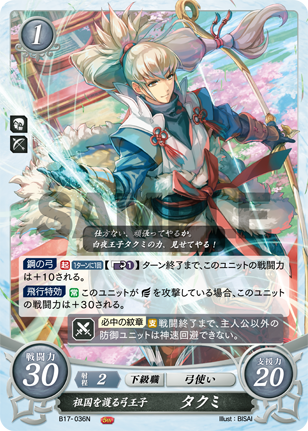 1
SAMPLE
仕方ない、頑張ってやるか。
白夜王子タクミの力、見せてやる!
鋼の弓 起 1ターンに1回 【1】ターン終了まで、このユニットの戦闘力
は+10される。
飛行特効 常 このユニットが を攻撃している場合、このユニット
の戦闘力は+30される。
必中の紋章 支 戦闘終了まで、主人公以外の
防御ユニットは神速回避できない。
戦闘力
30
射程 2 下級職 弓使い
支援力
20
祖国を護る弓王子 タクミ
B17-036N Illust:BISAI